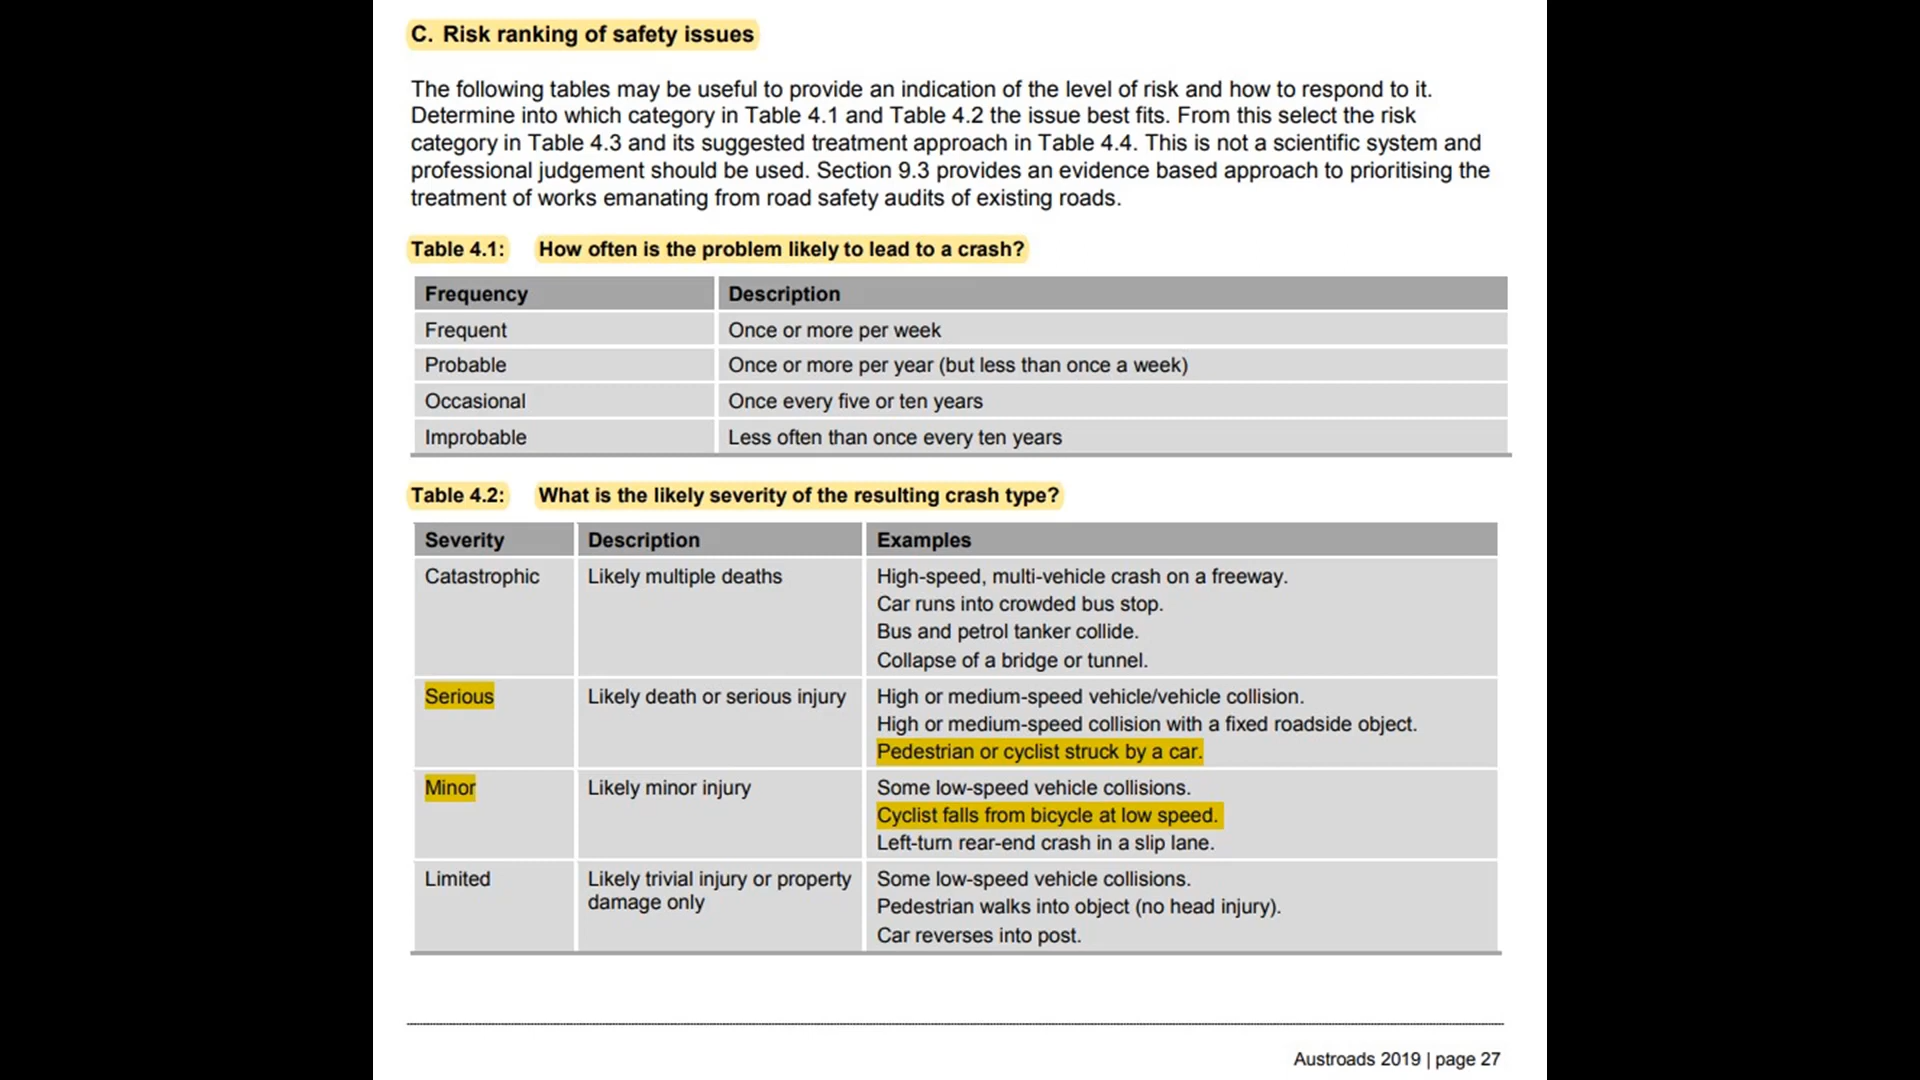 C. Risk ranking of safety issues
The following tables may be useful to provide an indication of the level of risk and how to respond to it.
Determine into which category in Table 4.1 and Table 4.2 the issue best fits. From this select the risk
category in Table 4.3 and its suggested treatment approach in Table 4.4. This is not a scientific system and
professional judgement should be used. Section 9.3 provides an evidence based approach to prioritising the
treatment of works emanating from road safety audits of existing roads.
Table 4.1: How often is the problem likely to lead to a crash?
Frequency Description
Frequent Once or more per week
Probable Once or more per year (but less than once a week)
Occasional Once every five or ten years
Improbable Less often than once every ten years
Table 4.2: What is the likely severity of the resulting crash type?
Severity Description Examples
Catastrophic Likely multiple deaths High-speed, multi-vehicle crash on a freeway.
Car runs into crowded bus stop.
Bus and petrol tanker collide.
Collapse of a bridge or tunnel.
Serious Likely death or serious injury High or medium-speed vehicle/vehicle collision.
High or medium-speed collision with a fixed roadside object.
Pedestrian or cyclist struck by a car.
Minor Likely minor injury Some low-speed vehicle collisions.
Cyclist falls from bicycle at low speed.
Left-turn rear-end crash in a slip lane.
Limited Likely trivial injury or property damage only Some low-speed vehicle collisions.
Pedestrian walks into object (no head injury).
Car reverses into post.
Austroads 2019 | page 27